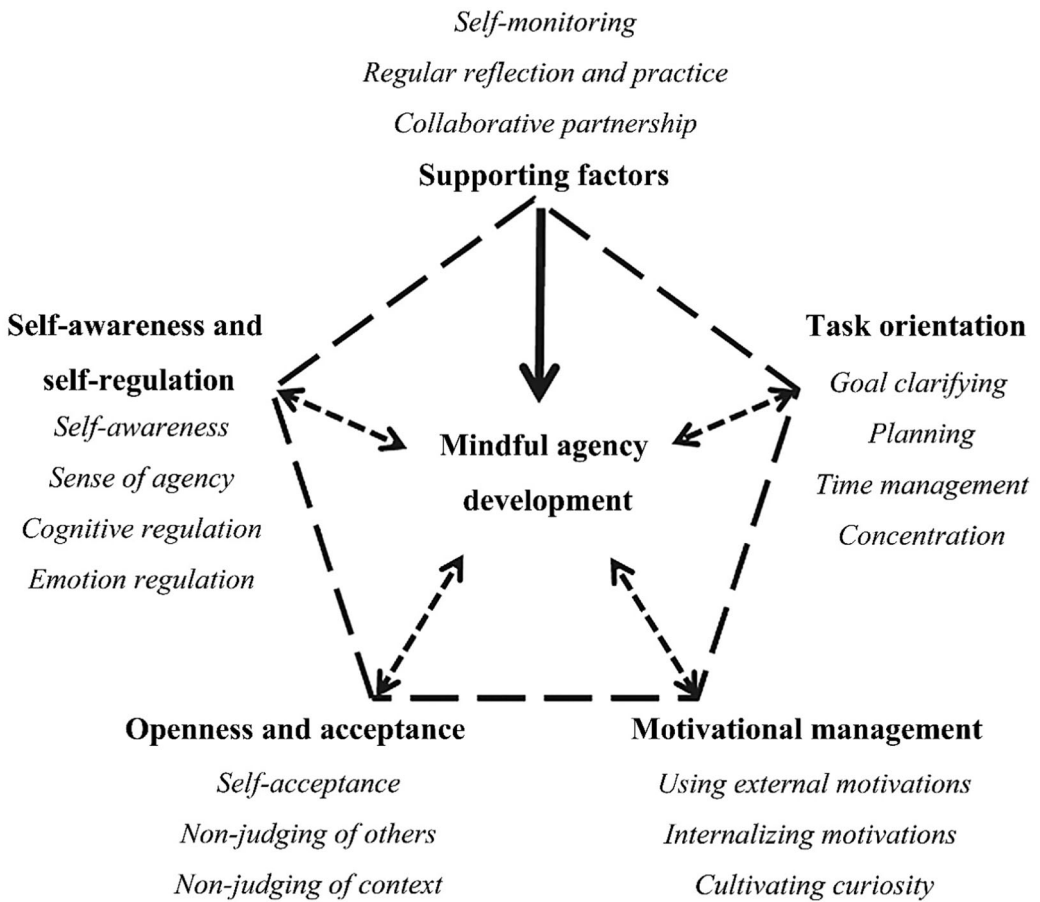 Self-monitoring
Regular reflection and practice
Collaborative partnership
Supporting factors
Self-awareness and
self-regulation
Self-awareness
Sense of agency
Cognitive regulation
Emotion regulation
Task orientation
Goal clarifying
Planning
Time management
Concentration
Mindful agency
development
Openness and acceptance
Self-acceptance
Non-judging of others
Non-judging of context
Motivational management
Using external motivations
Internalizing motivations
Cultivating curiosity